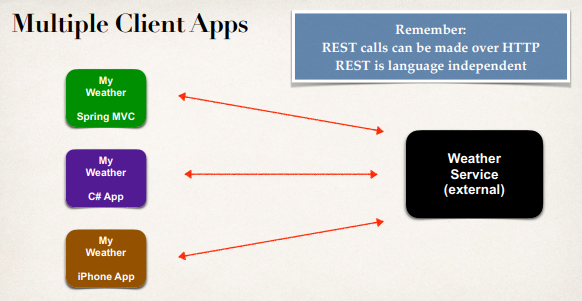 Multiple Client Apps
Remember:
REST calls can be made over HTTP
REST is language independent
My
Weather
Spring MVC
My
Weather
C# App
My
Weather
iPhone App
Weather
Service
(external)